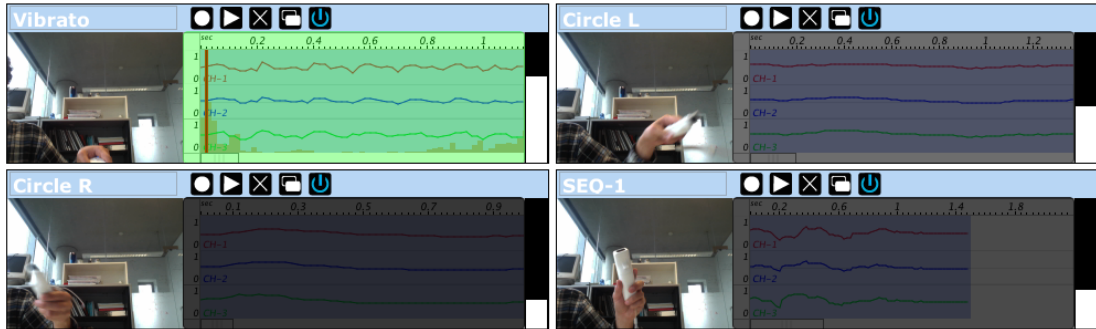 Vibrato
sec 0.2 0.4 0.6 0.8 1
1
0 CH-1
1
0 CH-2
1
0 CH-3
Circle L
sec 0.2 0.4 0.6 0.8 1 1.2
1
0 CH-1
1
0 CH-2
1
0 CH-3
Circle R
sec 0.1 0.3 0.5 0.7 0.9
1
0 CH-1
1
0 CH-2
1
0 CH-3
SEQ-1
sec 0.2 0.6 1 1.4 1.8
1
0 CH-1
1
0 CH-2
1
0 CH-3